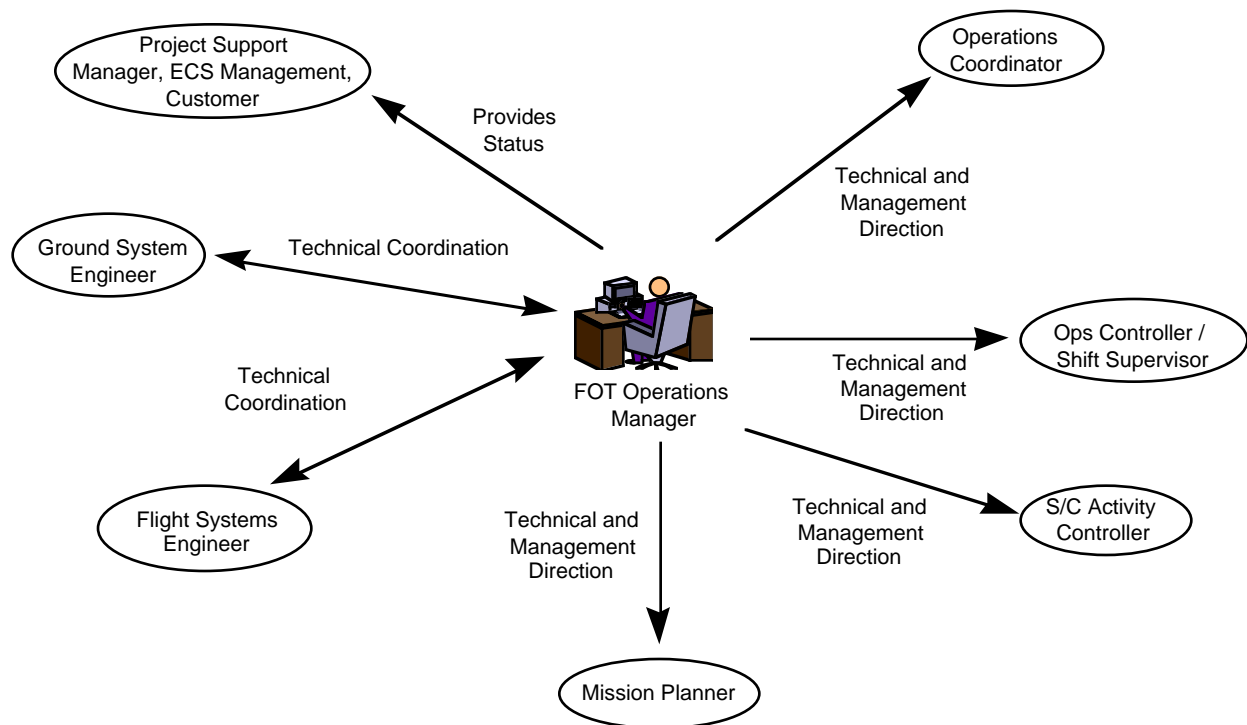 Project Support
Manager, ECS Management,
Customer
Operations
Coordinator
Provides
Status
Technical and
Management
Direction
Ground System
Engineer
Technical Coordination
Ops Controller /
Shift Supervisor
Technical and
Management
Direction
Technical
Coordination
FOT Operations
Manager
Flight Systems
Engineer
Technical and
Management
Direction
Technical and
Management
Direction
S/C Activity
Controller
Mission Planner